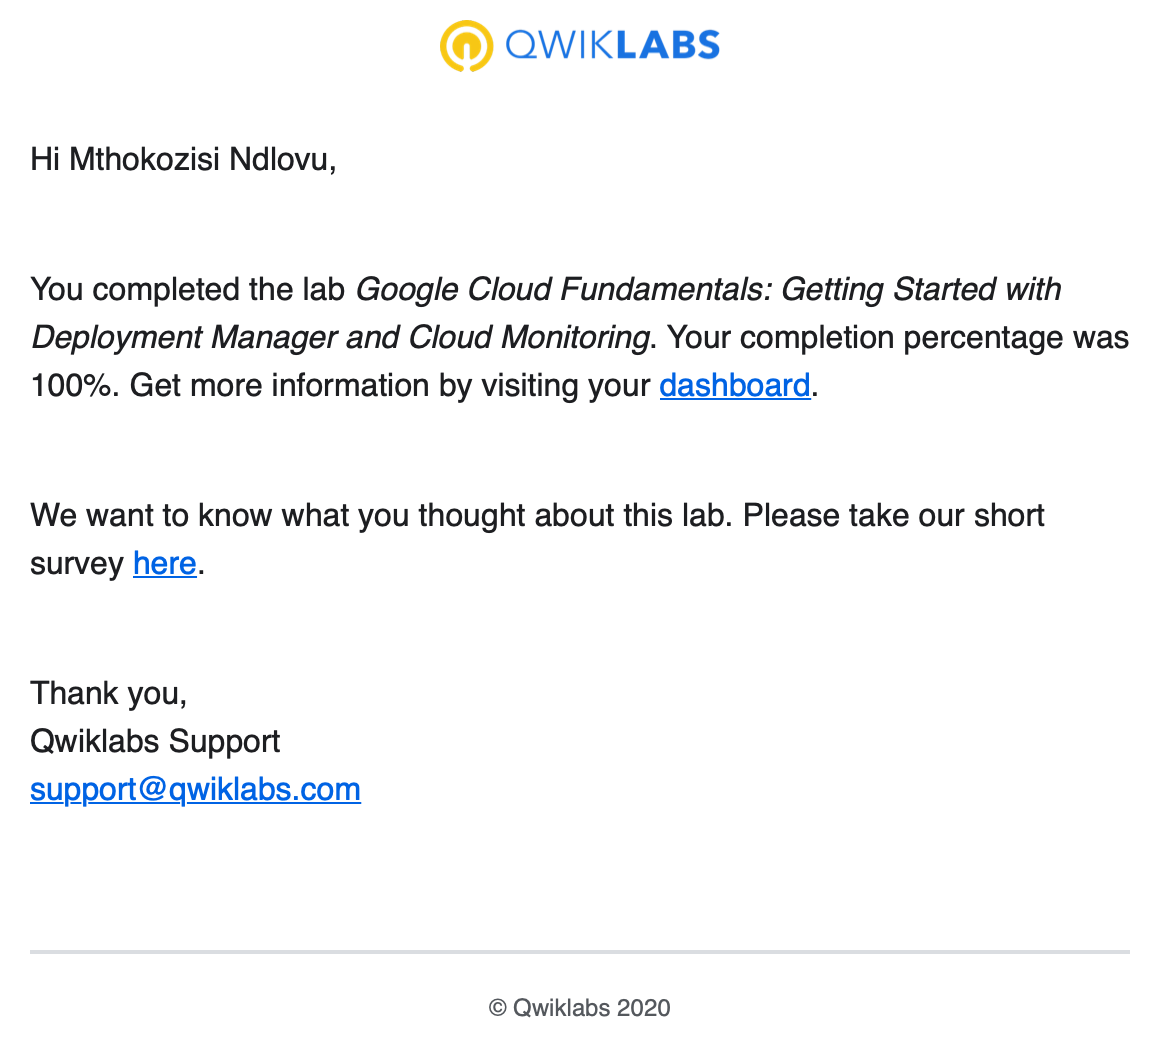 QWIKLABS
Hi Mthokozisi Ndlovu,
You completed the lab Google Cloud Fundamentals: Getting Started with
Deployment Manager and Cloud Monitoring. Your completion percentage was
100%. Get more information by visiting your dashboard.
We want to know what you thought about this lab. Please take our short
survey here.
Thank you,
Qwiklabs Support
support@qwiklabs.com
© Qwiklabs 2020